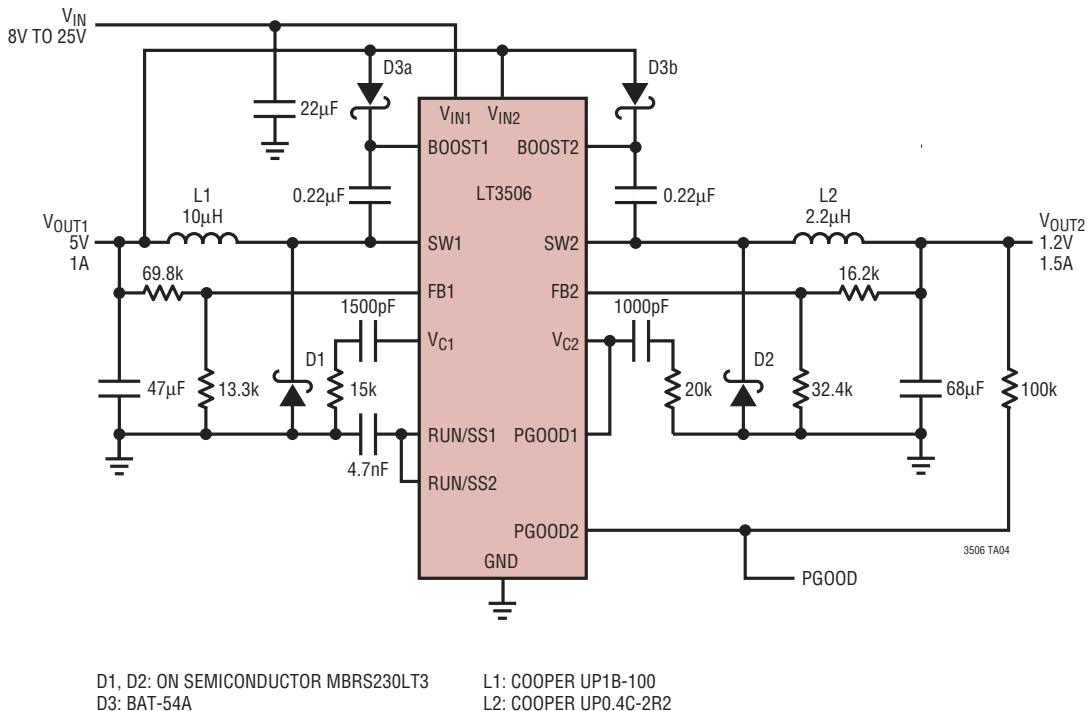 VIN
8V TO 25V
D3a
D3b
22µF
VIN1
VIN2
BOOST1
BOOST2
LT3506
0.22µF
0.22µF
L1
10µH
L2
2.2µH
VOUT1
5V
1A
SW1
SW2
VOUT2
1.2V
1.5A
69.8k
16.2k
FB1
FB2
1500pF
1000pF
VC1
VC2
D1
D2
47µF
13.3k
15k
20k
32.4k
68µF
100k
RUN/SS1
PGOOD1
4.7nF
RUN/SS2
PGOOD2
3506 TA04
GND
PGOOD
D1, D2: ON SEMICONDUCTOR MBRS230LT3
D3: BAT-54A
L1: COOPER UP1B-100
L2: COOPER UP0.4C-2R2